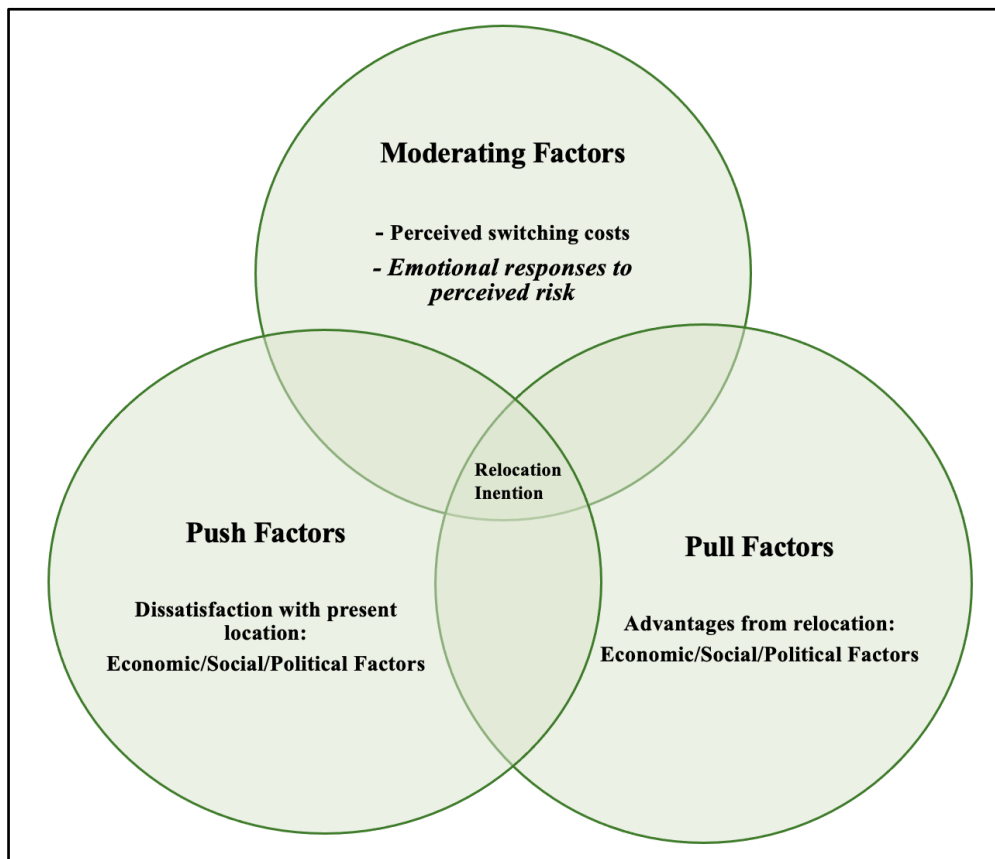 Moderating Factors
- Perceived switching costs
- Emotional responses to
perceived risk
Relocation
Inention
Push Factors
Dissatisfaction with present
location:
Economic/Social/Political Factors
Pull Factors
Advantages from relocation:
Economic/Social/Political Factors